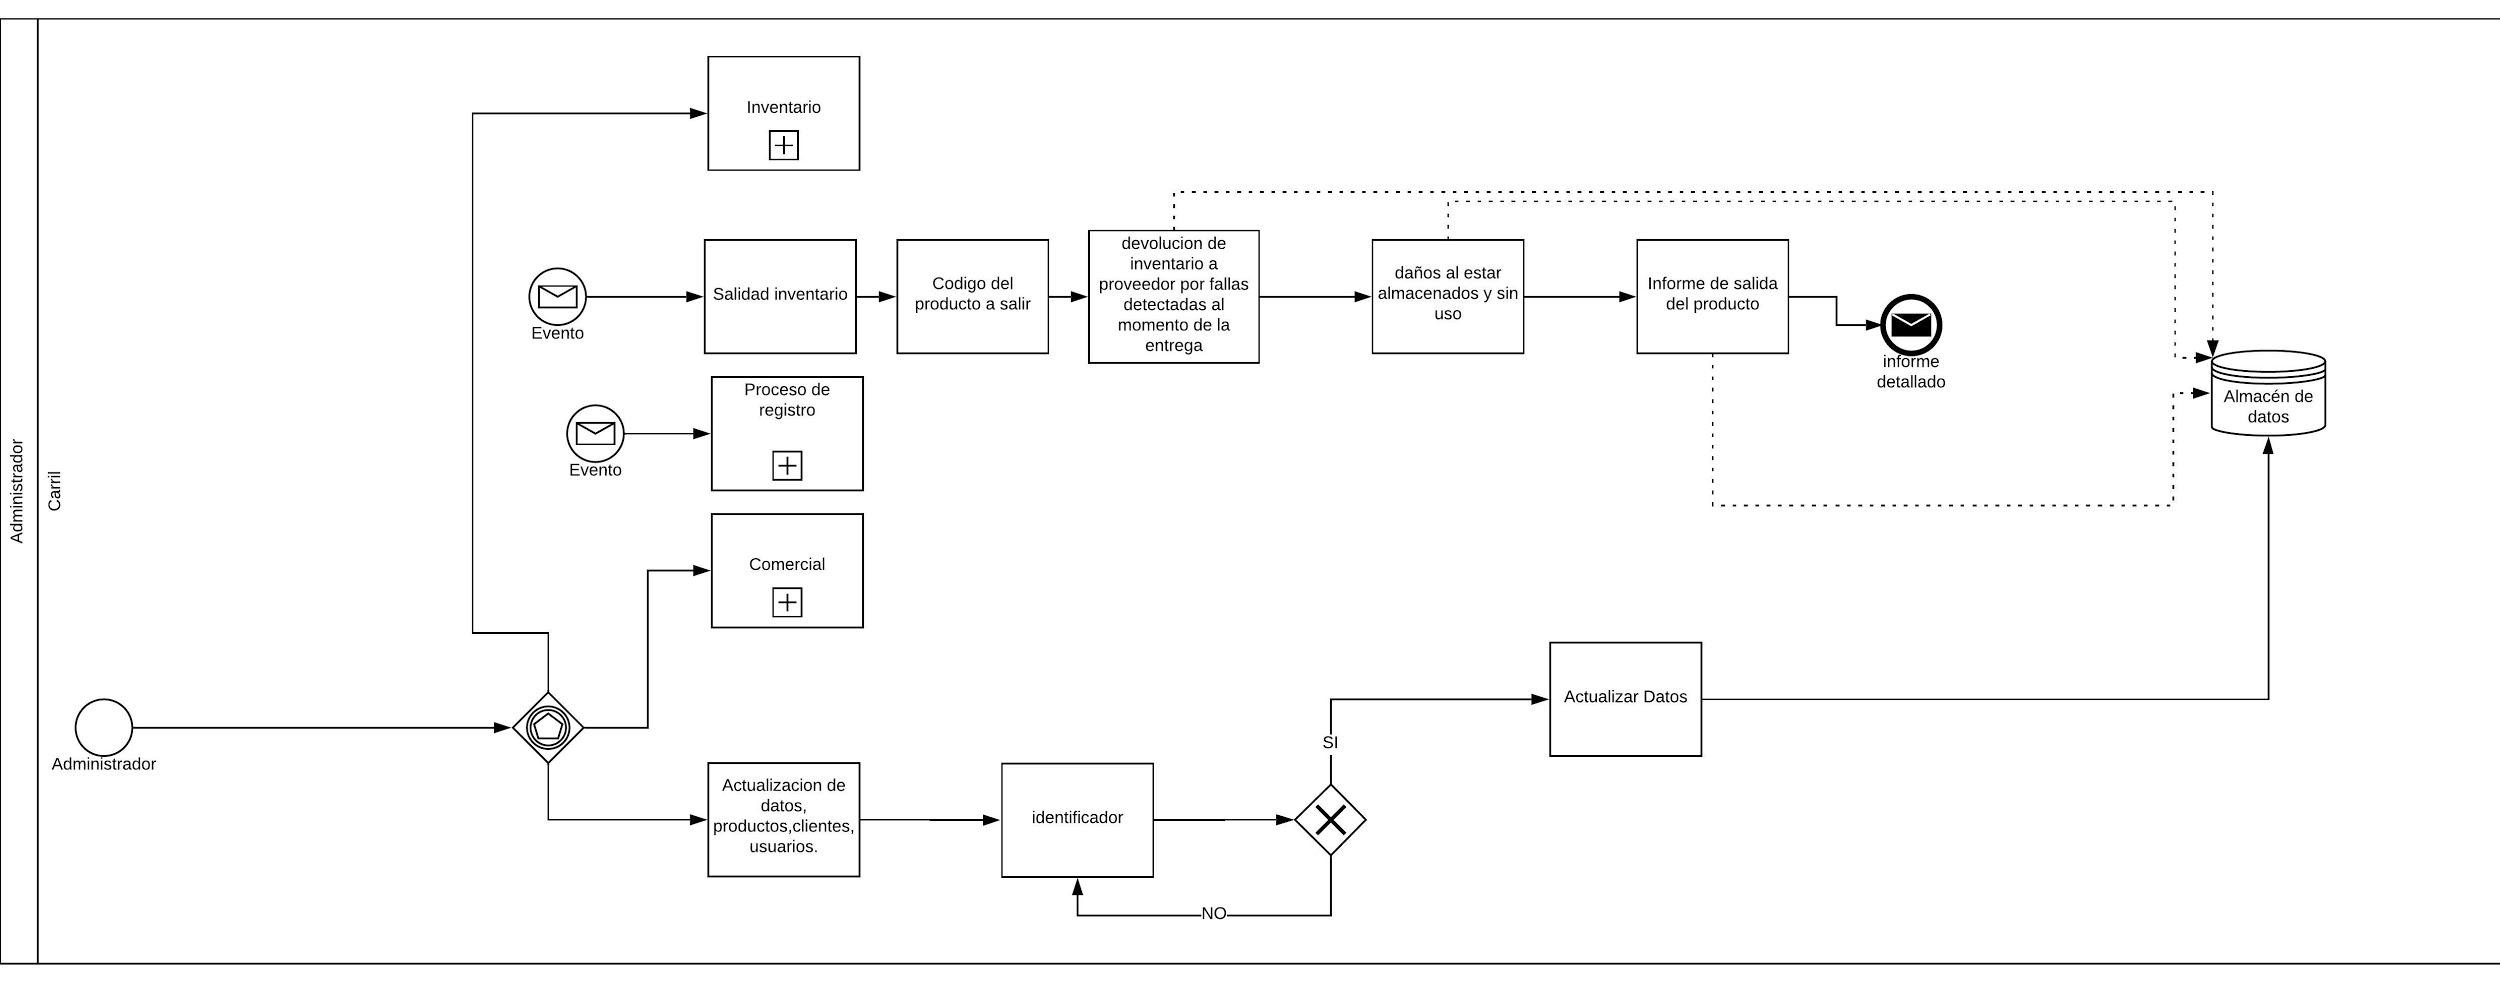 Administrador
Carril
Inventario
Evento
Salidad inventario
Codigo del
producto a salir
devolucion de
inventario a
proveedor por fallas
detectadas al
momento de la
entrega
daños al estar
almacenados y sin
uso
Informe de salida
del producto
informe
detallado
Almacén de
datos
Evento
Proceso de
registro
Comercial
Administrador
Actualizacion de
datos,
productos,clientes,
usuarios.
identificador
SI
NO
Actualizar Datos